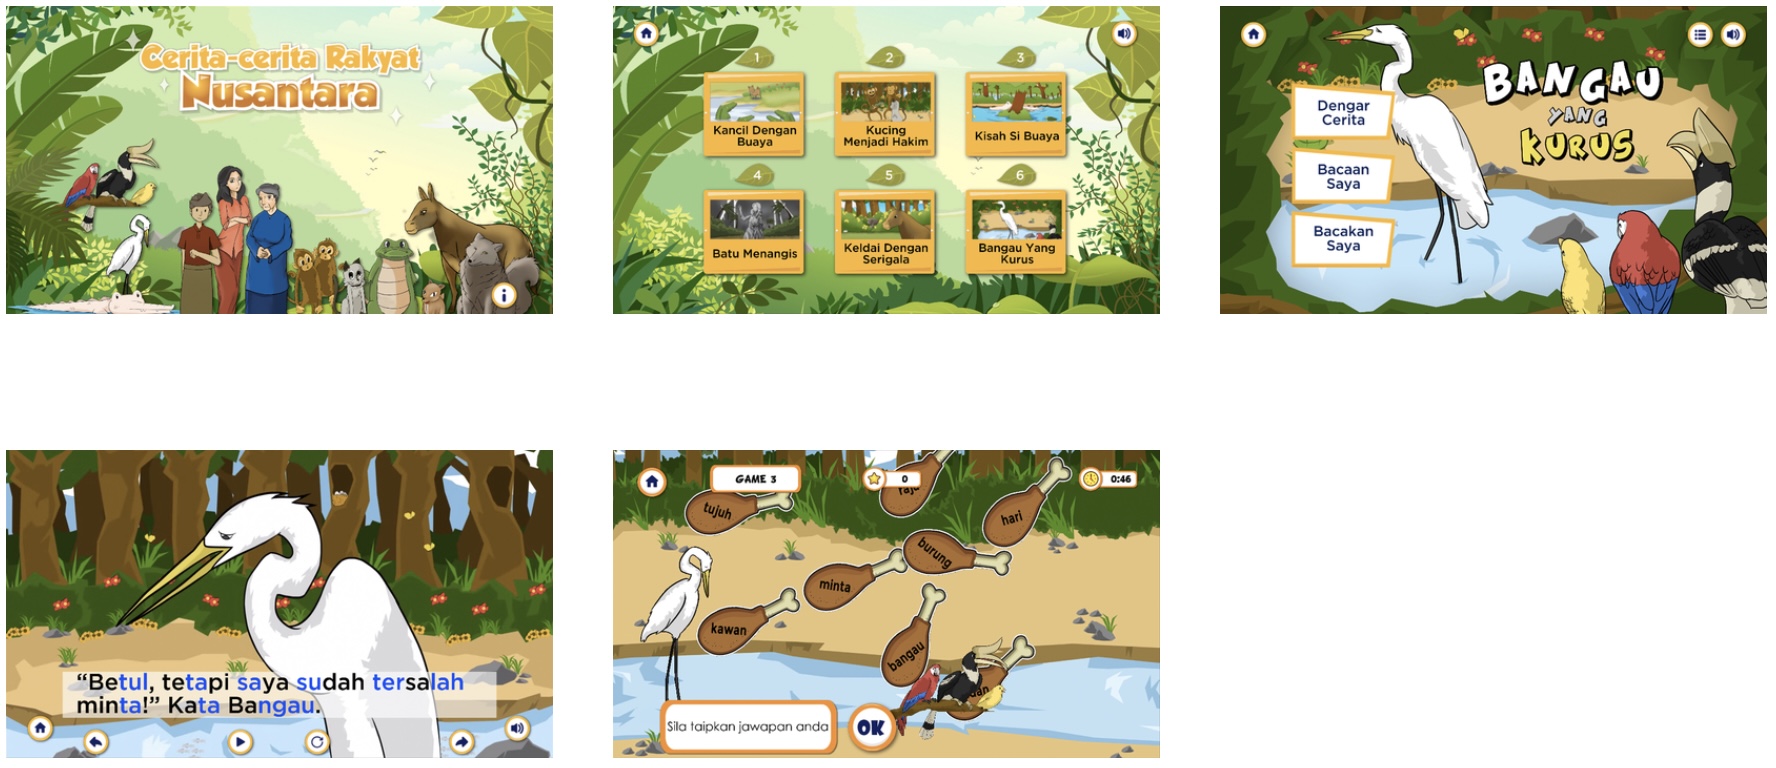 Cerita-cerita Rakyat
Nusantara
i
1
2
3
Kancil Dengan
Buaya
Kucing
Menjadi Hakim
Kisah Si Buaya
4
5
6
Batu Menangis
Keldai Dengan
Serigala
Bangau Yang
Kurus
BANGAU
YANG
KURUS
Dengar
Cerita
Bacaan
Saya
Bacakan
Saya
“Betul, tetapi saya sudah tersalah
minta!” Kata Bangau.
GAME 3
0
0:46
tujuh
hari
burung
minta
kawan
bangau
Sila taipkan jawapan anda
OK